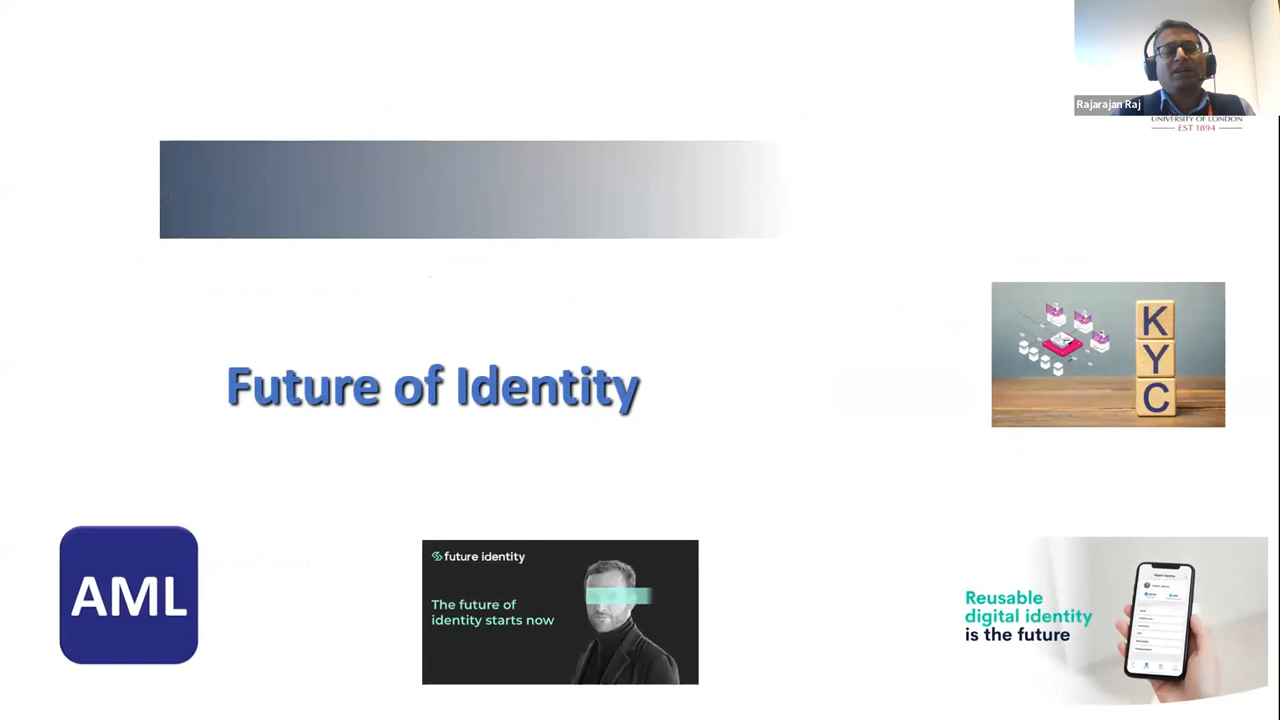 Rajarajan Raj
UNIVERSITY OF LONDON
EST 1894
Future of Identity
K
Y
C
AML
future identity
The future of
identity starts now
Reusable
digital identity
is the future